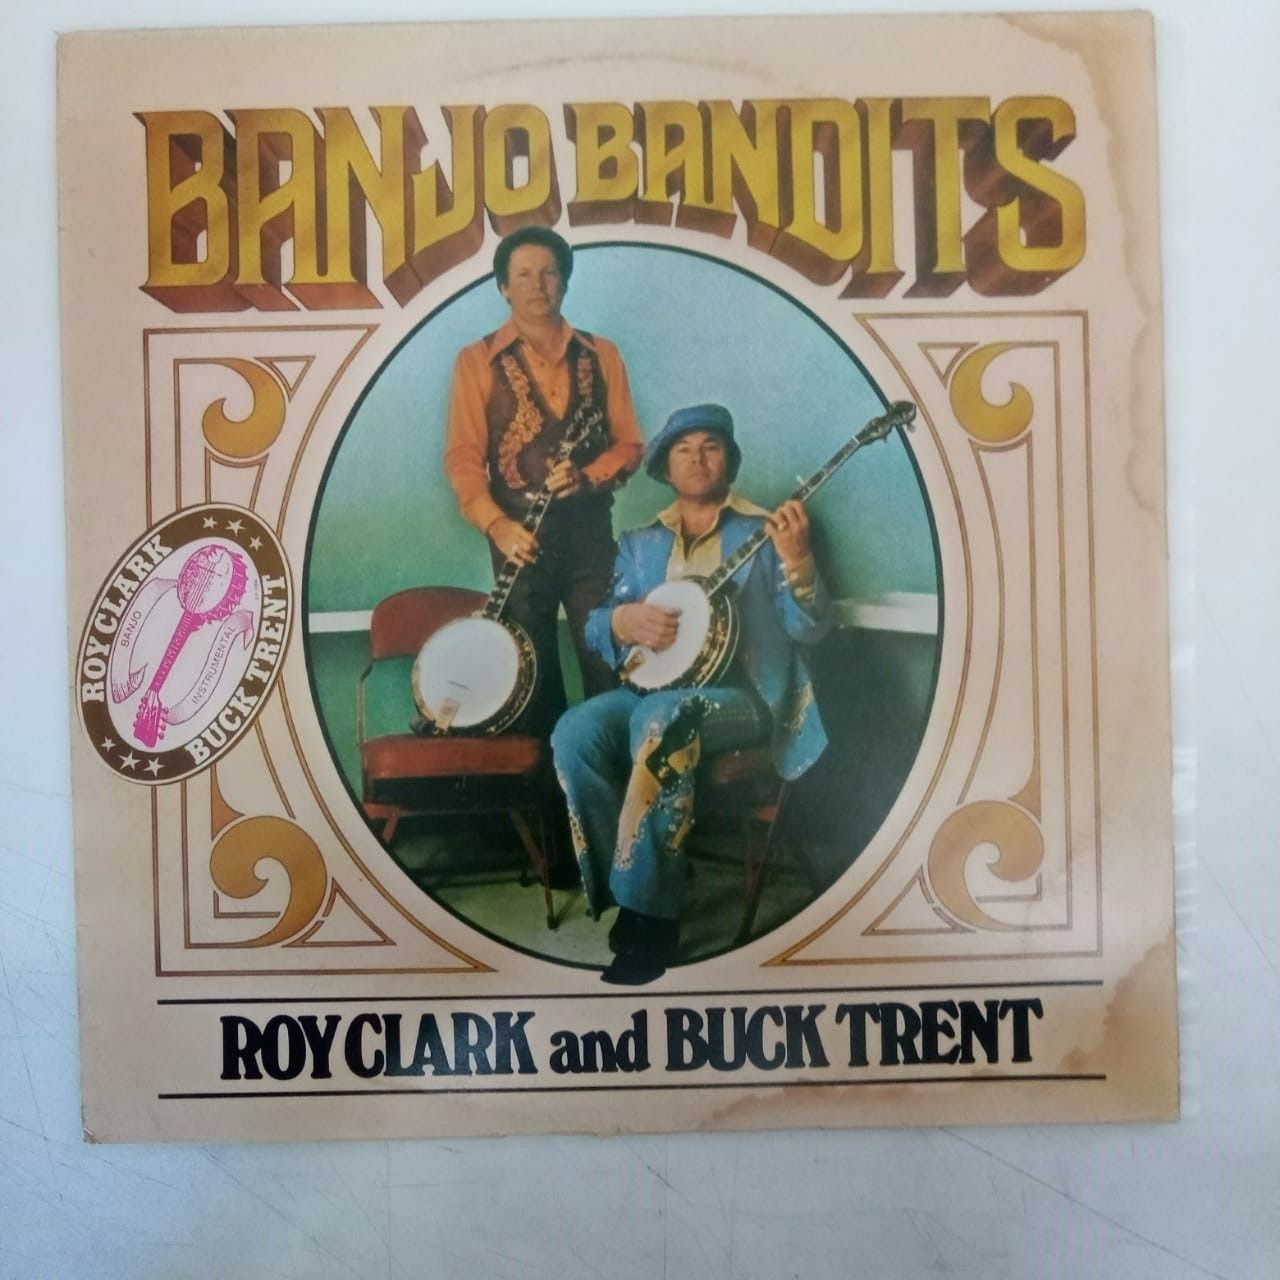 BANJO BANDITS
ROY CLARK
BANJO
INSTRUMENTAL
BUCK TRENT
ROY CLARK and BUCK TRENT